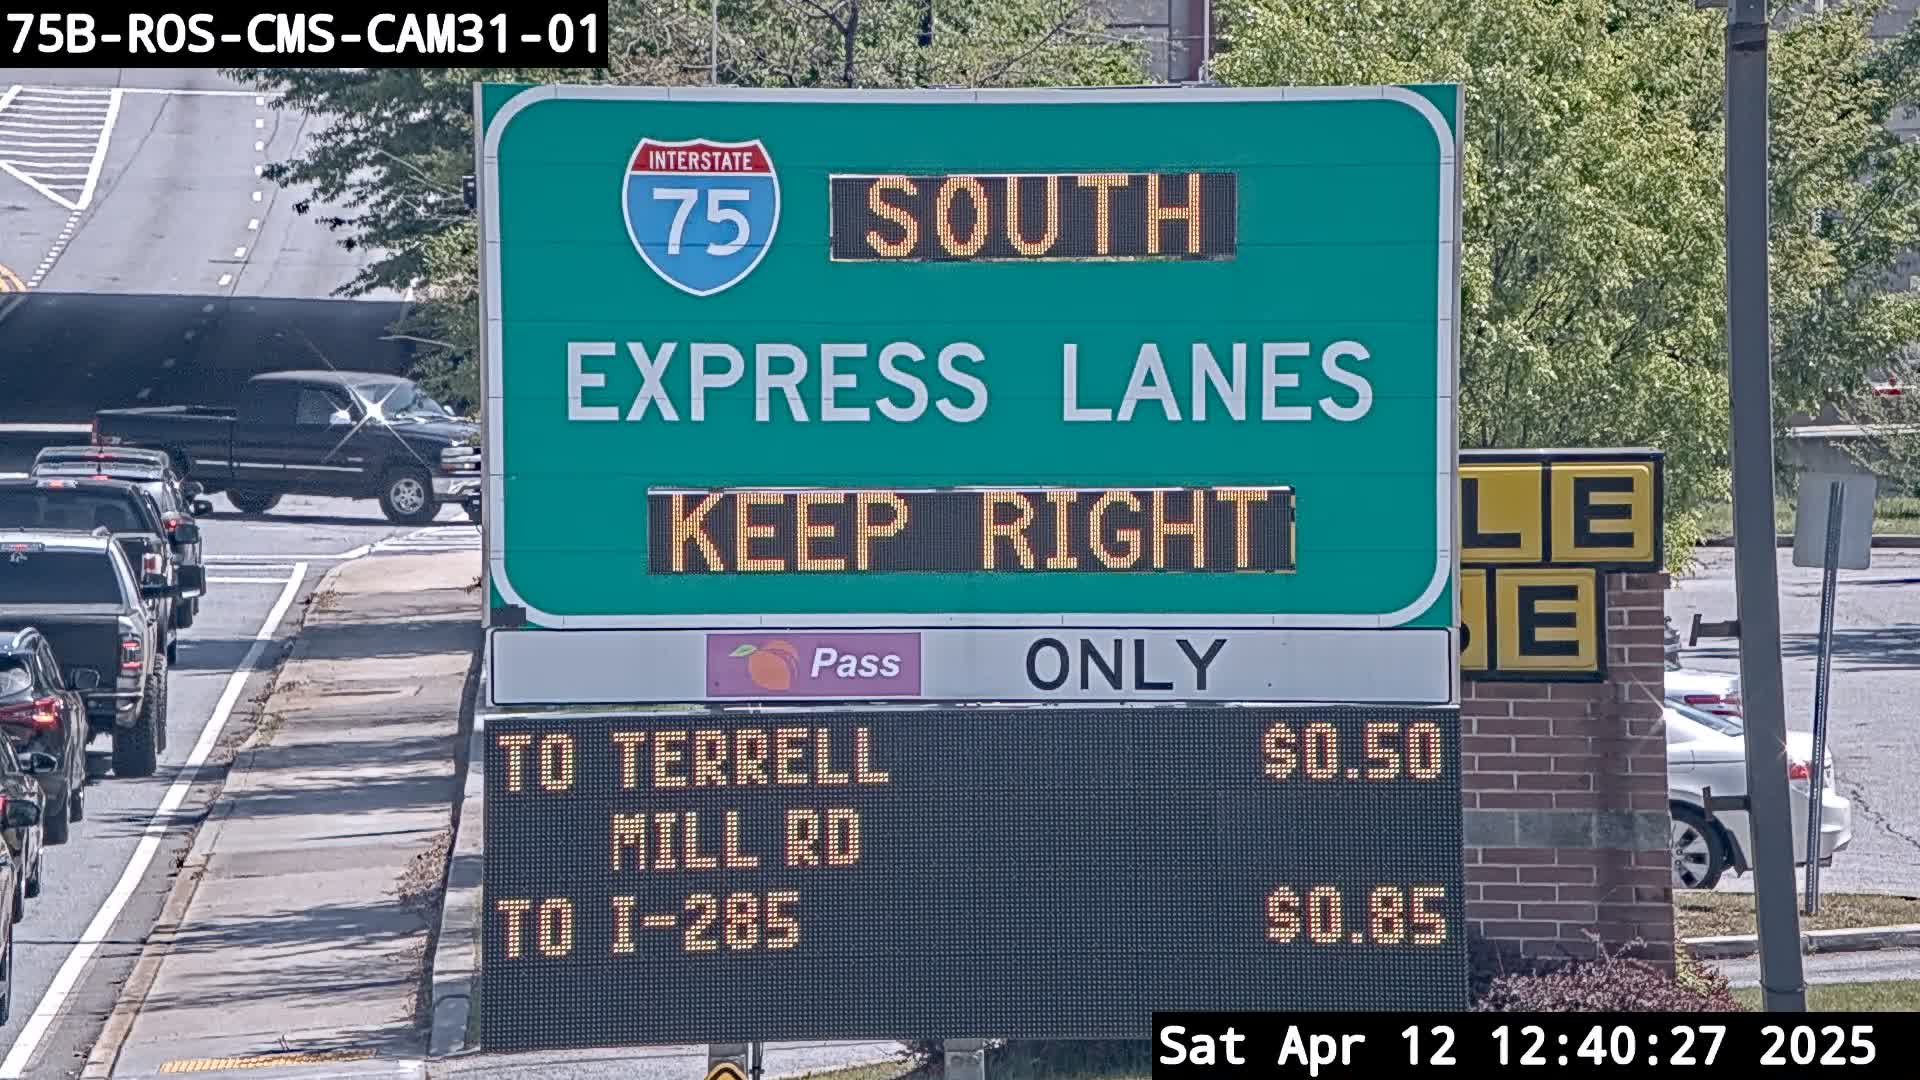 75B-ROS-CMS-CAM31-01
INTERSTATE
75
SOUTH
EXPRESS LANES
KEEP RIGHT
Pass ONLY
TO TERRELL $0.50
MILL RD
TO I-285 $0.85
LE
E
Sat Apr 12 12:40:27 2025